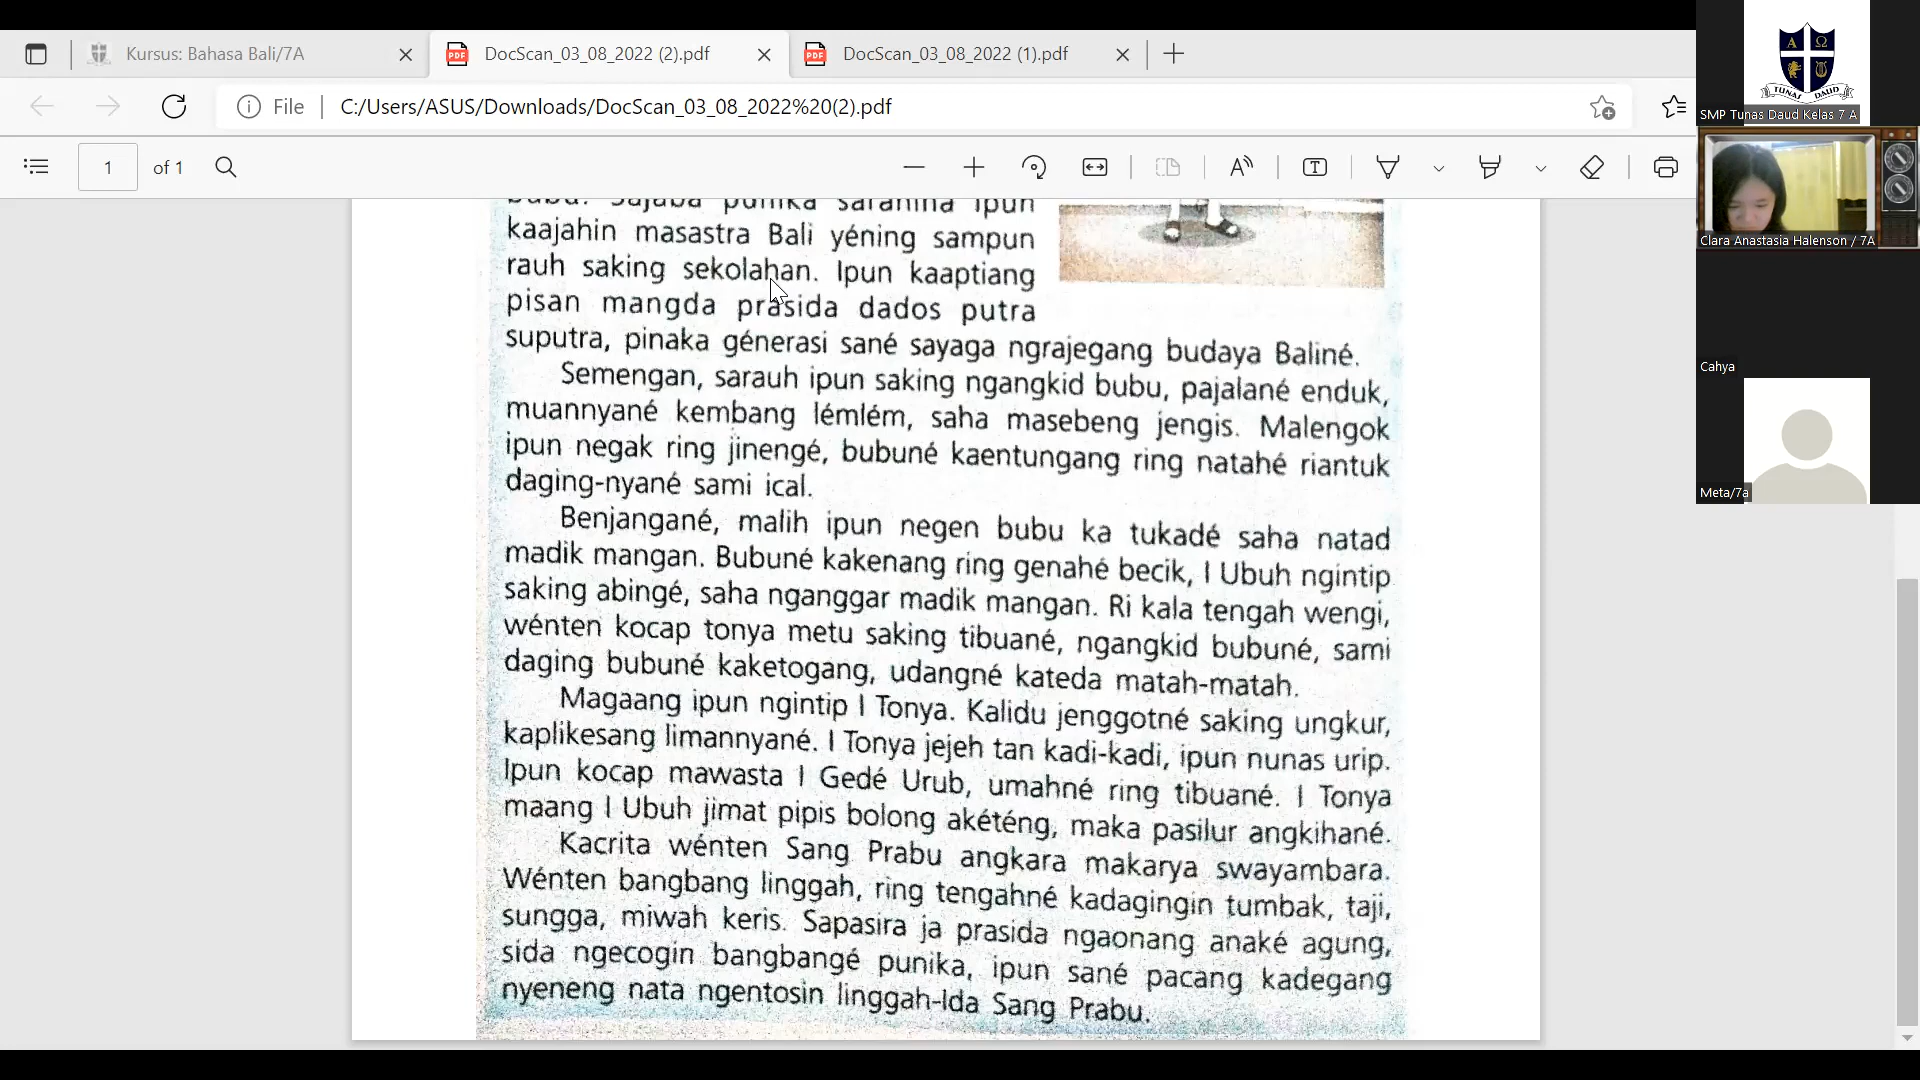 Kursus: Bahasa Bali/7A
DocScan_03_08_2022 (2).pdf
DocScan_03_08_2022 (1).pdf
File
C:/Users/ASUS/Downloads/DocScan_03_08_2022%20(2).pdf
1 of 1
bubu. Sajaba punika saranina ipun
kaajahin masastra Bali yéning sampun
rauh saking sekolahan. Ipun kaaptiang
pisan mangda prasida dados putra
suputra, pinaka génerasi sané sayaga ngrajegang budaya Baliné.
Semengan, sarauh ipun saking ngangkid bubu, pajalané enduk,
muannyané kembang lémlém, saha masebeng jengis. Malengok
ipun negak ring jinengé, bubuné kaentungang ring natahé riantuk
daging-nyané sami ical.
Benjangané, malih ipun negen bubu ka tukadé saha natad
madik mangan. Bubuné kakenang ring genahé becik, I Ubuh ngintip
saking abingé, saha nganggar madik mangan. Ri kala tengah wengi,
wénten kocap tonya metu saking tibuané, ngangkid bubuné, sami
daging bubuné kaketogang, udangné kateda matah-matah.
Magaang ipun ngintip I Tonya. Kalidu jenggotné saking ungkur,
kaplikesang limannyané. I Tonya jejeh tan kadi-kadi, ipun nunas urip.
Ipun kocap mawasta I Gedé Urub, umahné ring tibuané. I Tonya
maang I Ubuh jimat pipis bolong akéténg, maka pasilur angkihané.
Kacrita wénten Sang Prabu angkara makarya swayambara.
Wénten bangbang linggah, ring tengahné kadagingin tumbak, taji,
sungga, miwah keris. Sapasira ja prasida ngaonang anaké agung,
sida ngecogin bangbangé punika, ipun sané pacang kadegang
nyeneng nata ngentosin linggah-Ida Sang Prabu.
A Ω
TUNAS DAUD
SMP Tunas Daud Kelas 7 A
Clara Anastasia Halenson / 7A
Cahya
Meta/7a